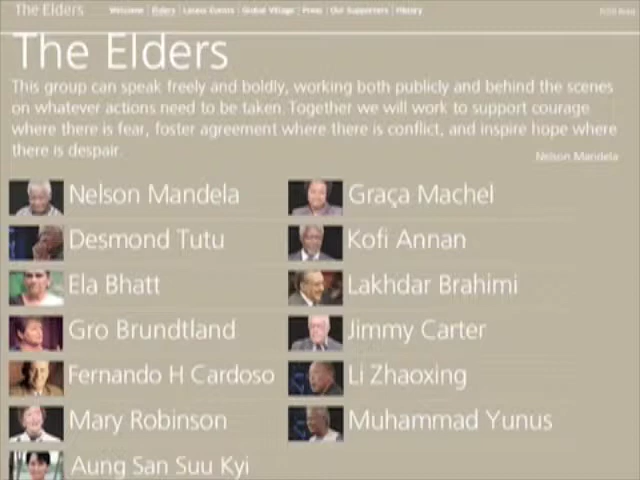 The Elders
Welcome | Elders | Latest Events | Global Village | Press | Our Supporters | History
The Elders
This group can speak freely and boldly, working both publicly and behind the scenes
on whatever actions need to be taken. Together we will work to support courage
where there is fear, foster agreement where there is conflict, and inspire hope where
there is despair.
Nelson Mandela
Nelson Mandela
Graça Machel
Desmond Tutu
Kofi Annan
Ela Bhatt
Lakhdar Brahimi
Gro Brundtland
Jimmy Carter
Fernando H Cardoso
Li Zhaoxing
Mary Robinson
Muhammad Yunus
Aung San Suu Kyi